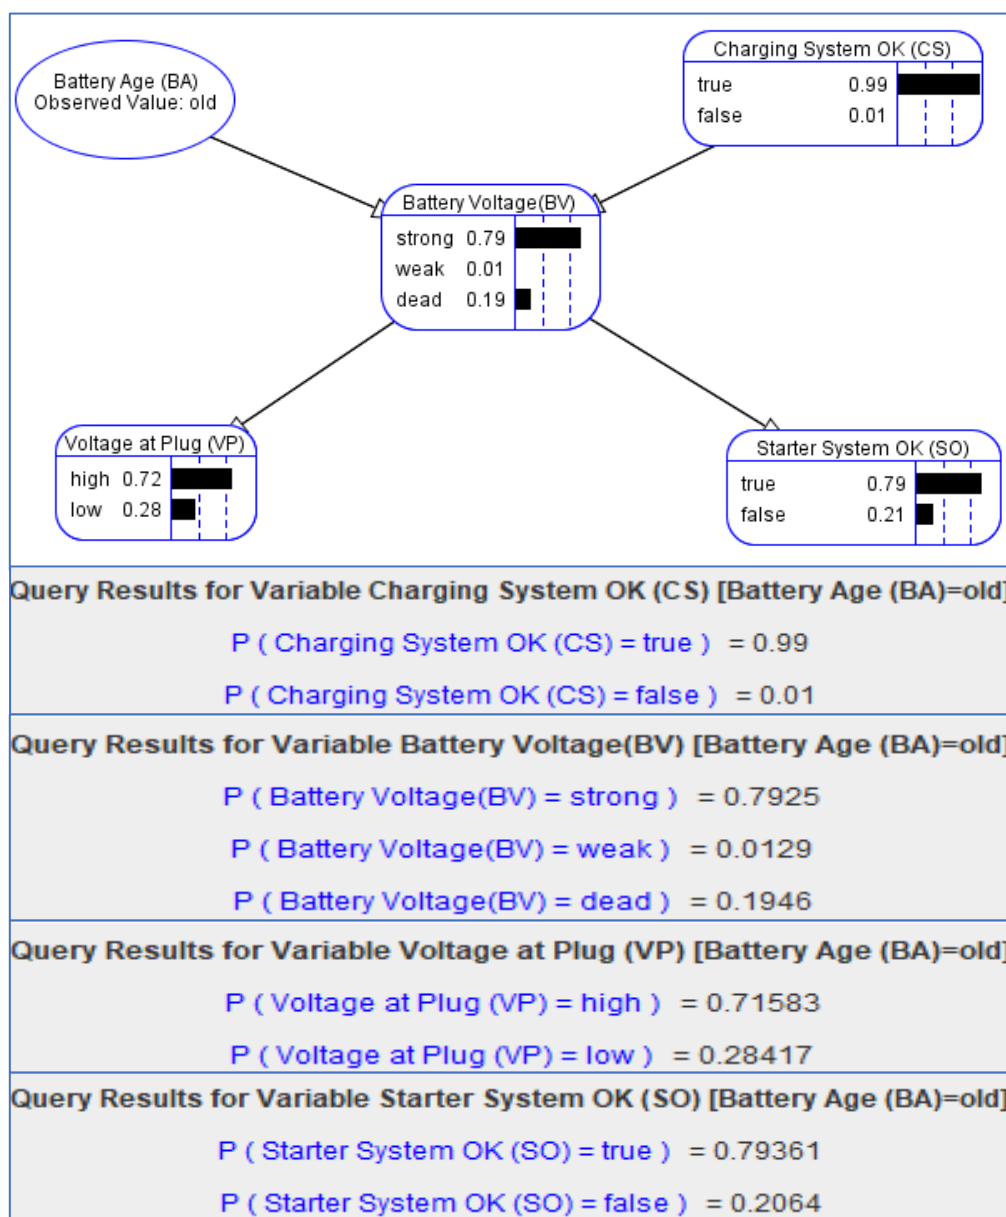 Battery Age (BA)
Observed Value: old
Charging System OK (CS)
true 0.99
false 0.01
Battery Voltage(BV)
strong 0.79
weak 0.01
dead 0.19
Voltage at Plug (VP)
high 0.72
low 0.28
Starter System OK (SO)
true 0.79
false 0.21
Query Results for Variable Charging System OK (CS) [Battery Age (BA)=old]
P ( Charging System OK (CS) = true ) = 0.99
P ( Charging System OK (CS) = false ) = 0.01
Query Results for Variable Battery Voltage(BV) [Battery Age (BA)=old]
P ( Battery Voltage(BV) = strong ) = 0.7925
P ( Battery Voltage(BV) = weak ) = 0.0129
P ( Battery Voltage(BV) = dead ) = 0.1946
Query Results for Variable Voltage at Plug (VP) [Battery Age (BA)=old]
P ( Voltage at Plug (VP) = high ) = 0.71583
P ( Voltage at Plug (VP) = low ) = 0.28417
Query Results for Variable Starter System OK (SO) [Battery Age (BA)=old]
P ( Starter System OK (SO) = true ) = 0.79361
P ( Starter System OK (SO) = false ) = 0.2064